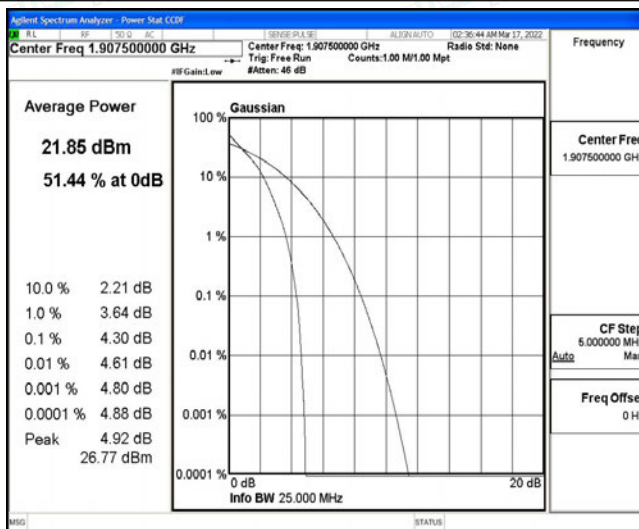 Agilent Spectrum Analyzer - Power Stat CCDF
RL RF 50 Ω AC SENSE:PULSE ALIGN AUTO 02:36:44 AM Mar 17, 2022
Center Freq 1.907500000 GHz
Center Freq: 1.907500000 GHz Radio Std: None
Trig: Free Run Counts:1.00 M/1.00 Mpt
#IFGain:Low #Atten: 46 dB
Frequency
Average Power
21.85 dBm
51.44 % at 0dB
10.0 % 2.21 dB
1.0 % 3.64 dB
0.1 % 4.30 dB
0.01 % 4.61 dB
0.001 % 4.80 dB
0.0001 % 4.88 dB
Peak 4.92 dB
26.77 dBm
Gaussian
100 %
10 %
1 %
0.1 %
0.01 %
0.001 %
0.0001 %
0 dB 20 dB
Info BW 25.000 MHz
Center Fre
1.907500000 GH
CF Step
5.000000 MH
Auto Ma
Freq Offse
0 H
MSG STATUS